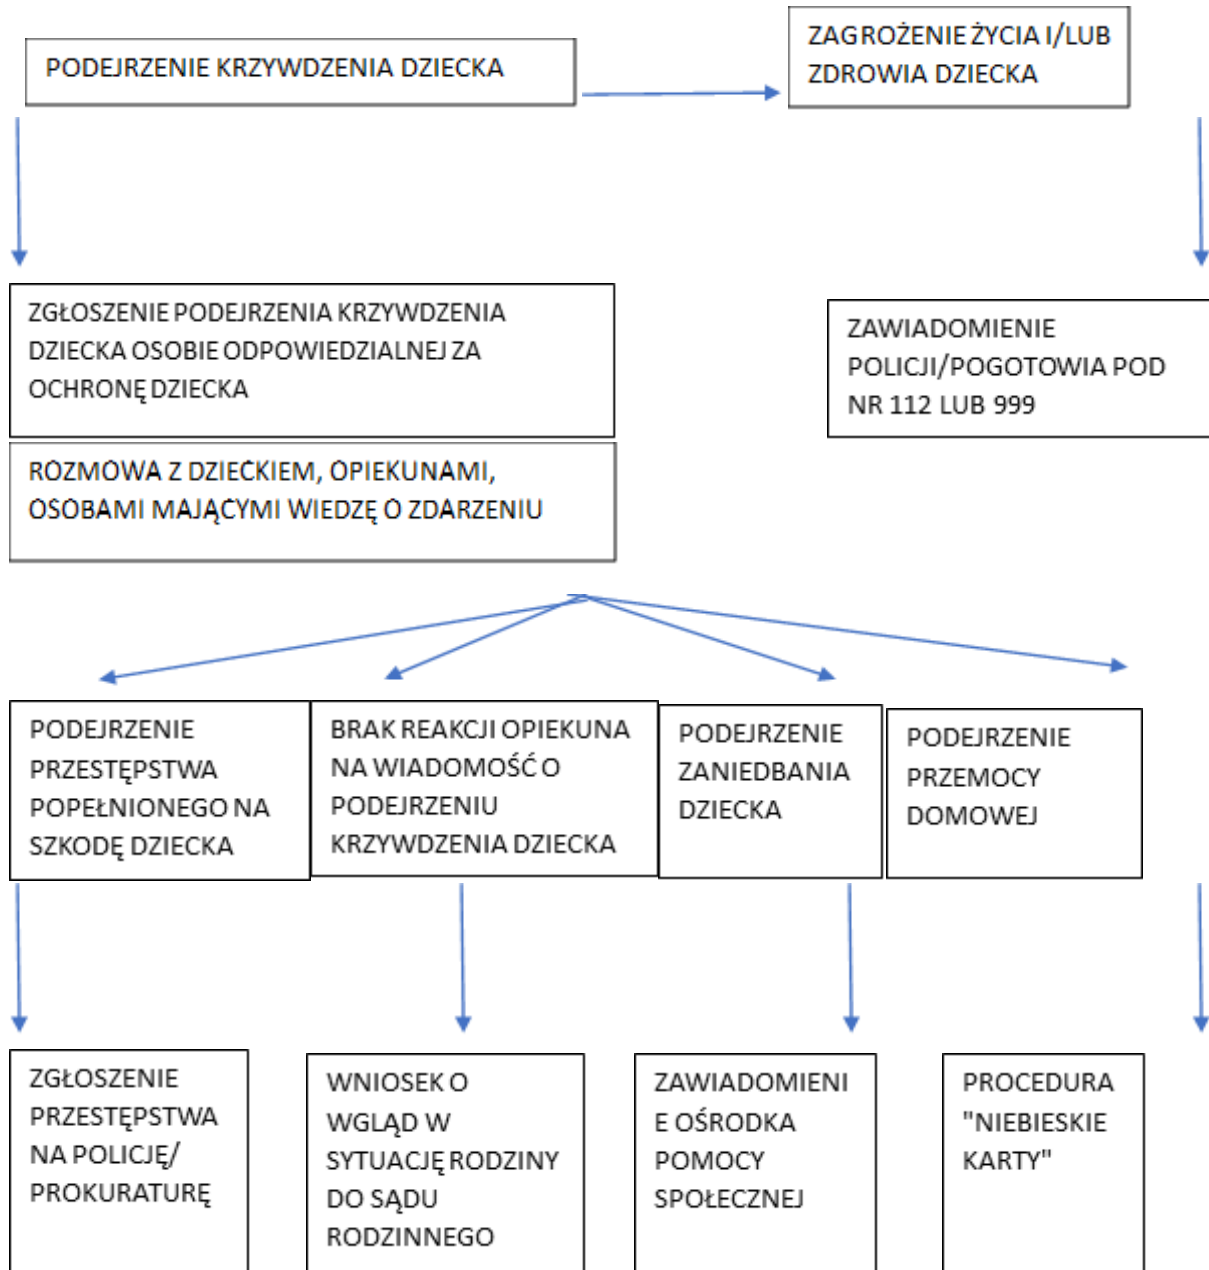 PODEJRZENIE KRZYWDZENIA DZIECKA
ZAGROŻENIE ŻYCIA I/LUB
ZDROWIA DZIECKA
ZGŁOSZENIE PODEJRZENIA KRZYWDZENIA
DZIECKA OSOBIE ODPOWIEDZIALNEJ ZA
OCHRONĘ DZIECKA
ZAWIADOMIENIE
POLICJI/POGOTOWIA POD
NR 112 LUB 999
ROZMOWA Z DZIECKIEM, OPIEKUNAMI,
OSOBAMI MAJĄCYMI WIEDZĘ O ZDARZENIU
PODEJRZENIE
PRZESTĘPSTWA
POPEŁNIONEGO NA
SZKODĘ DZIECKA
BRAK REAKCJI OPIEKUNA
NA WIADOMOŚĆ O
PODEJRZENIU
KRZYWDZENIA DZIECKA
PODEJRZENIE
ZANIEDBANIA
DZIECKA
PODEJRZENIE
PRZEMOCY
DOMOWEJ
ZGŁOSZENIE
PRZESTĘPSTWA
NA POLICJĘ/
PROKURATURĘ
WNIOSEK O
WGLĄD W
SYTUACJĘ RODZINY
DO SĄDU
RODZINNEGO
ZAWIADOMIENI
E OŚRODKA
POMOCY
SPOŁECZNEJ
PROCEDURA
"NIEBIESKIE
KARTY"